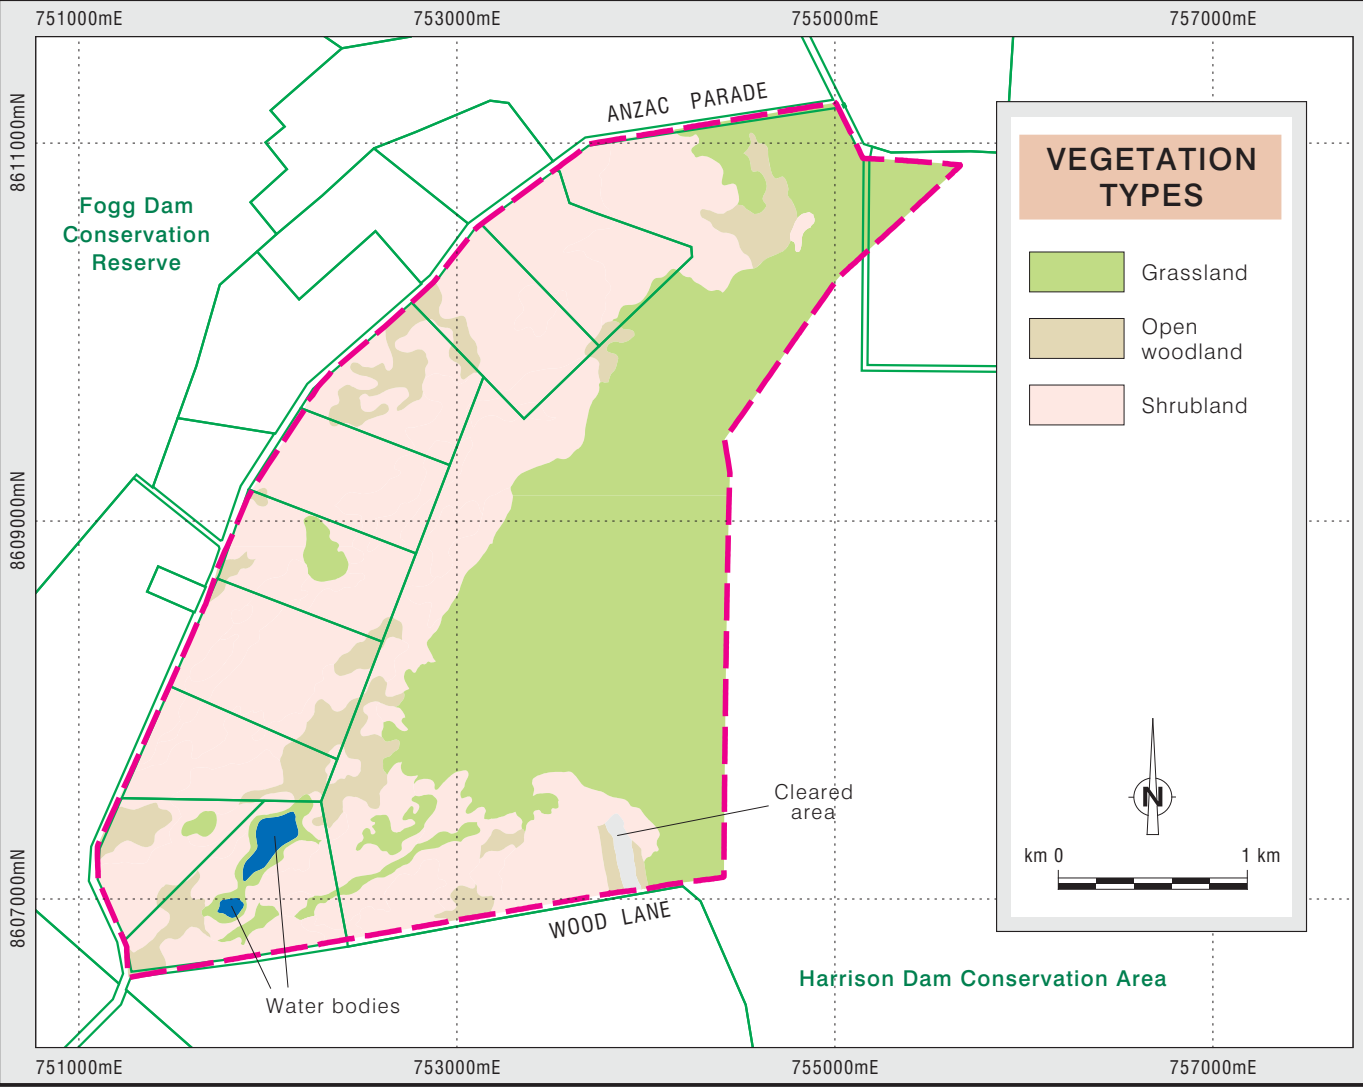 751000mE 753000mE 755000mE 757000mE
8611000mN
ANZAC PARADE
VEGETATION
TYPES
Fogg Dam
Conservation
Reserve
Grassland
Open
woodland
Shrubland
8609000mN
Cleared
area
N
km 0 1 km
8607000mN
WOOD LANE
Harrison Dam Conservation Area
Water bodies
751000mE 753000mE 755000mE 757000mE